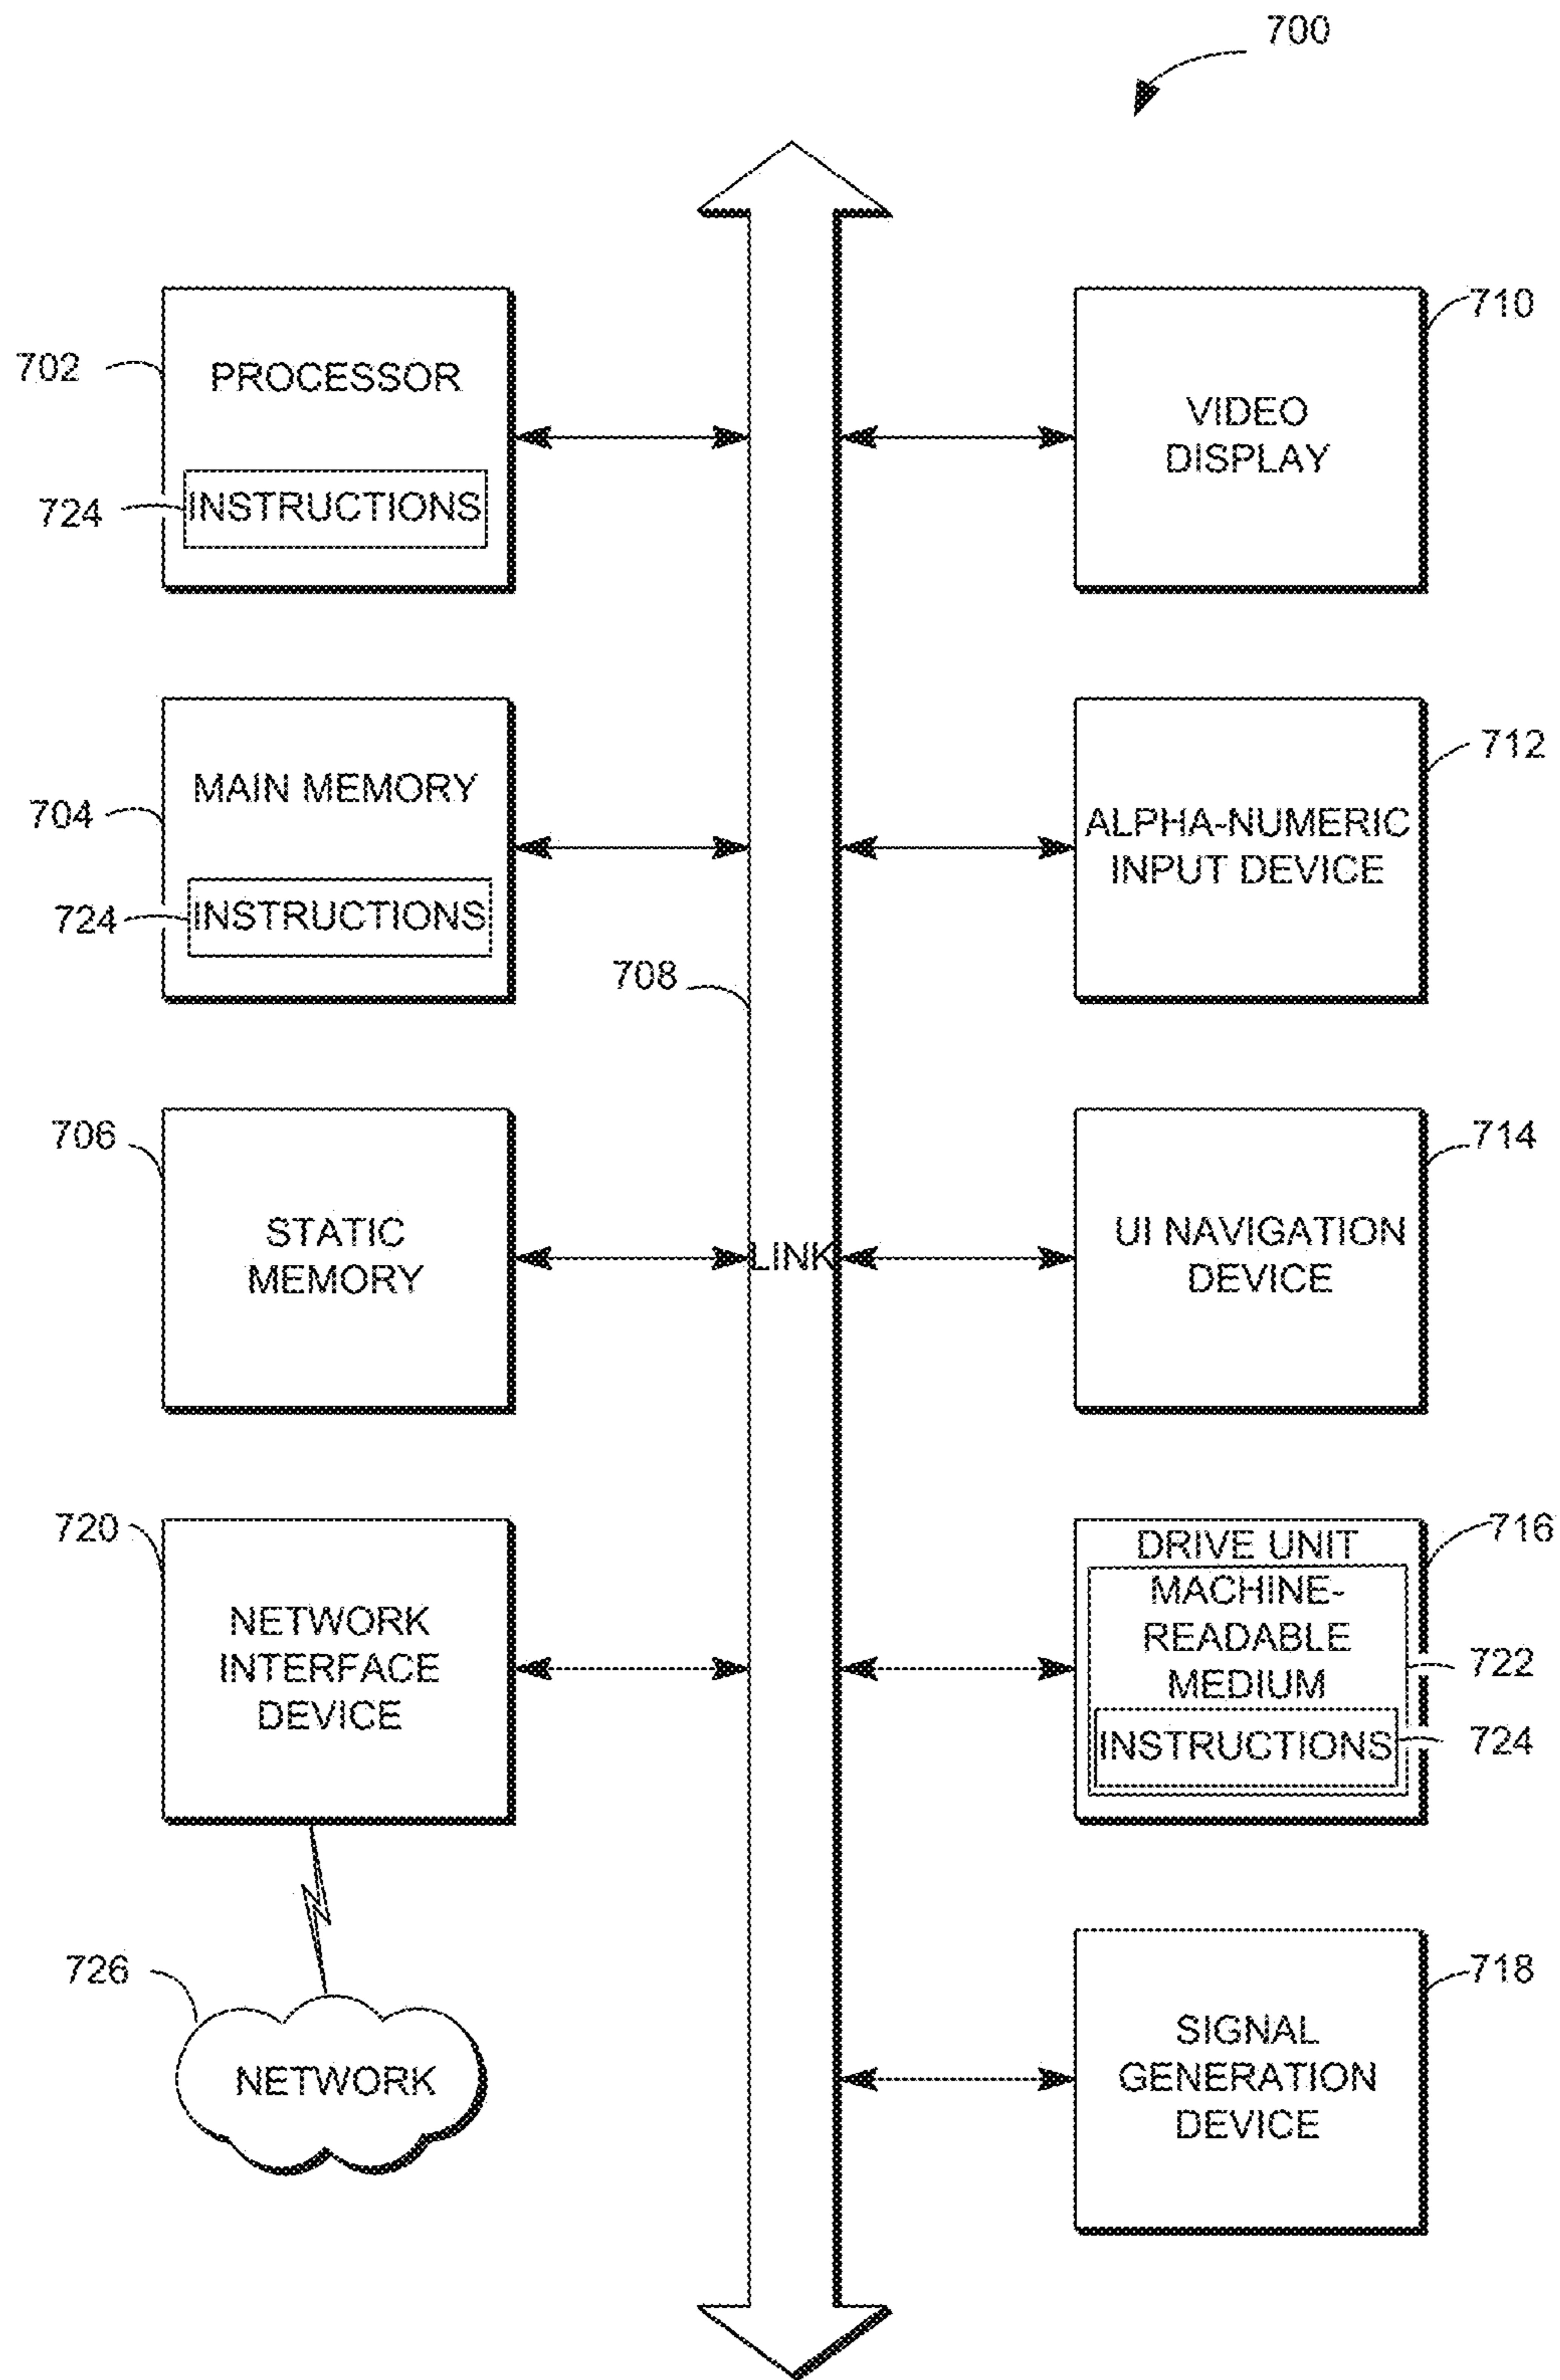 700
702
PROCESSOR
724
INSTRUCTIONS
710
VIDEO
DISPLAY
704
MAIN MEMORY
724
INSTRUCTIONS
712
ALPHA-NUMERIC
INPUT DEVICE
708
LINK
706
STATIC
MEMORY
714
UI NAVIGATION
DEVICE
720
NETWORK
INTERFACE
DEVICE
716
DRIVE UNIT
MACHINE-
READABLE
MEDIUM
722
INSTRUCTIONS
724
726
NETWORK
718
SIGNAL
GENERATION
DEVICE